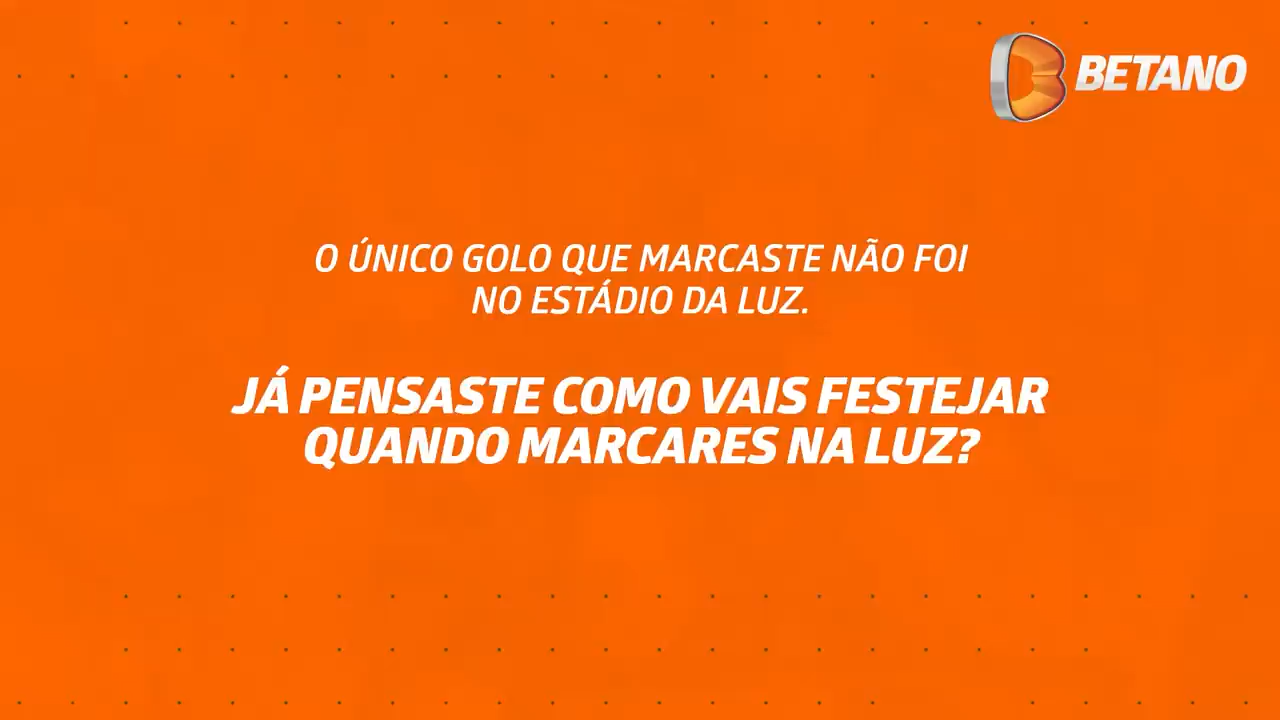 BETANO
O ÚNICO GOLO QUE MARCASTE NÃO FOI
NO ESTÁDIO DA LUZ.
JÁ PENSASTE COMO VAIS FESTEJAR
QUANDO MARCARES NA LUZ?